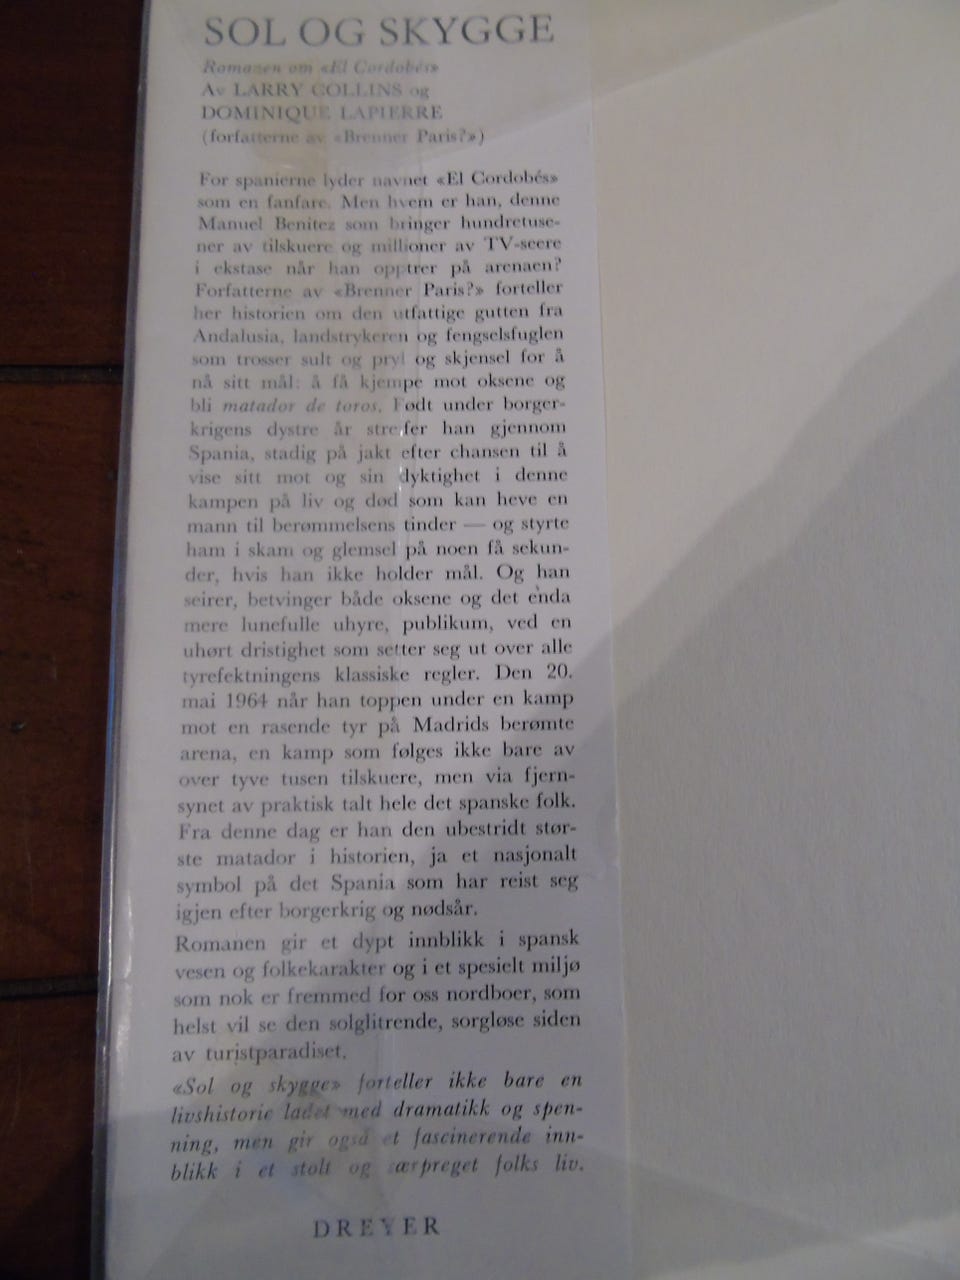 SOL OG SKYGGE
Romanen om «El Cordobés»
Av LARRY COLLINS og
DOMINIQUE LAPIERRE
(forfatterne av «Brenner Paris?»)
For spanierne lyder navnet «El Cordobés»
som en fanfare. Men hvem er han, denne
Manuel Benitez som bringer hundretuse-
ner av tilskuere og millioner av TV-seere
i ekstase når han opptrer på arenaen?
Forfatterne av «Brenner Paris?» forteller
her historien om den utfattige gutten fra
Andalusia, landstrykeren og fengselsfuglen
som trosser sult og pryl og skjensel for å
nå sitt mål: å få kjempe mot oksene og
bli matador de toros. Født under borger-
krigens dystre år streifer han gjennom
Spania, stadig på jakt efter chansen til å
vise sitt mot og sin dyktighet i denne
kampen på liv og død som kan heve en
mann til berømmelsens tinder — og styrte
ham i skam og glemsel på noen få sekun-
der, hvis han ikke holder mål. Og han
seirer, betvinger både oksene og det enda
mere lunefulle uhyre, publikum, ved en
uhørt dristighet som setter seg ut over alle
tyrefektningens klassiske regler. Den 20.
mai 1964 når han toppen under en kamp
mot en rasende tyr på Madrids berømte
arena, en kamp som følges ikke bare av
over tyve tusen tilskuere, men via fjern-
synet av praktisk talt hele det spanske folk.
Fra denne dag er han den ubestridt stør-
ste matador i historien, ja et nasjonalt
symbol på det Spania som har reist seg
igjen efter borgerkrig og nødsår.
Romanen gir et dypt innblikk i spansk
vesen og folkekarakter og i et spesielt miljø
som nok er fremmed for oss nordboer, som
helst vil se den solglitrende, sorgløse siden
av turistparadiset.
«Sol og skygge» forteller ikke bare en
livshistorie ladet med dramatikk og spen-
ning, men gir også et fascinerende inn-
blikk i et stolt og særpreget folks liv.
DREYER